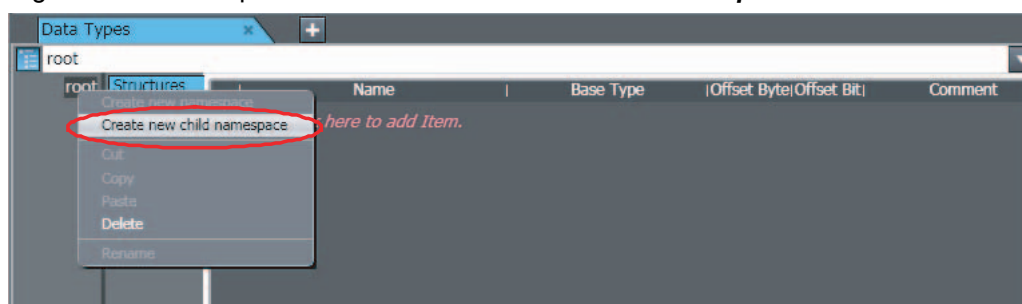 Data Types × +
root
root Structures Name Base Type |Offset Byte|Offset Bit| Comment
Create new namespace
Create new child namespace
here to add Item.
Cut
Copy
Paste
Delete
Rename